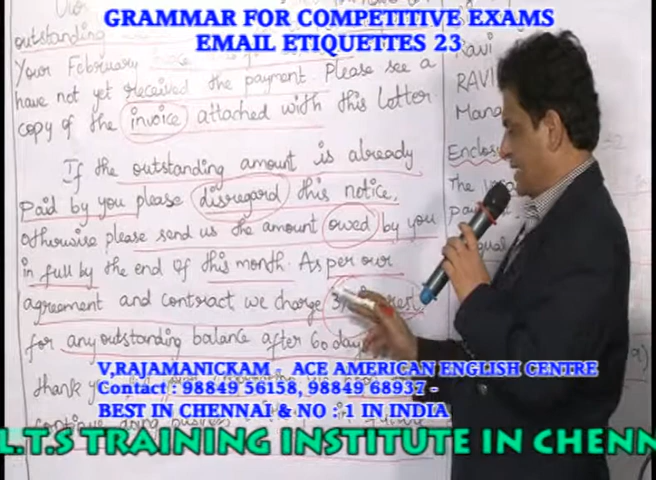 GRAMMAR FOR COMPETITIVE EXAMS
EMAIL ETIQUETTES 23
outstanding
Your February
have not yet received the payment Please see a
copy of the invoice attached with this Letter
If the outstanding amount is already
Paid by you please disregard this notice.
Otherwise please send us the amount owed by you
in full by the end of this month. As per our
agreement and contract we charge 3%
for any outstanding balance after 60 days
thank
continue doing
Ravi
RAVI
Mana
Enclos
The
pay
qual
V,RAJAMANICKAM - ACE AMERICAN ENGLISH CENTRE
Contact : 98849 56158, 98849 68937 -
BEST IN CHENNAI & NO : 1 IN INDIA
L.T.S TRAINING INSTITUTE IN CHENN